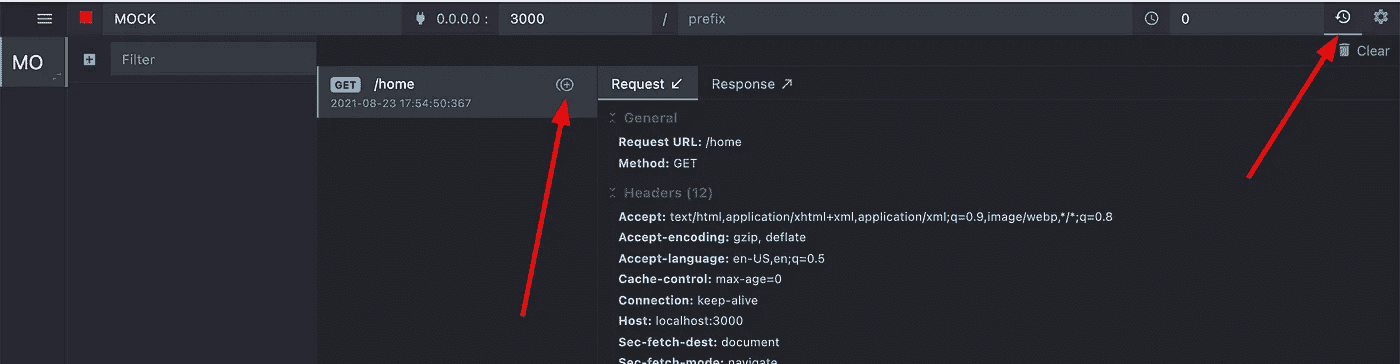 MOCK 0.0.0.0 : 3000 / prefix 0
MO Filter Clear
GET /home
2021-08-23 17:54:50:367
Request Response
General
Request URL: /home
Method: GET
Headers (12)
Accept: text/html,application/xhtml+xml,application/xml;q=0.9,image/webp,*/*;q=0.8
Accept-encoding: gzip, deflate
Accept-language: en-US,en;q=0.5
Cache-control: max-age=0
Connection: keep-alive
Host: localhost:3000
Sec-fetch-dest: document
Sec-fetch-mode: navigate